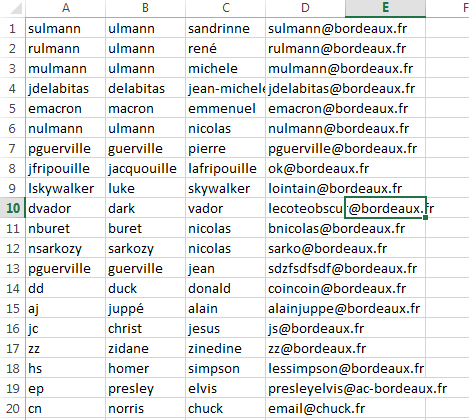 A B C D E F
1 sulmann ulmann sandrinne sulmann@bordeaux.fr
2 rulmann ulmann rené rulmann@bordeaux.fr
3 mulmann ulmann michele mulmann@bordeaux.fr
4 jdelabitas delabitas jean-michele jdelabitas@bordeaux.fr
5 emacron macron emmenuel emacron@bordeaux.fr
6 nulmann ulmann nicolas nulmann@bordeaux.fr
7 pguerville guerville pierre pguerville@bordeaux.fr
8 jfripouille jacquouille lafripouille ok@bordeaux.fr
9 lskywalker luke skywalker lointain@bordeaux.fr
10 dvador dark vador lecoteobscur@bordeaux.fr
11 nburet buret nicolas bnicolas@bordeaux.fr
12 nsarkozy sarkozy nicolas sarko@bordeaux.fr
13 pguerville guerville jean sdzfsdfsdf@bordeaux.fr
14 dd duck donald coincoin@bordeaux.fr
15 aj juppé alain alainjuppe@bordeaux.fr
16 jc christ jesus js@bordeaux.fr
17 zz zidane zinedine zz@bordeaux.fr
18 hs homer simpson lessimpson@bordeaux.fr
19 ep presley elvis presleyelvis@ac-bordeaux.fr
20 cn norris chuck email@chuck.fr